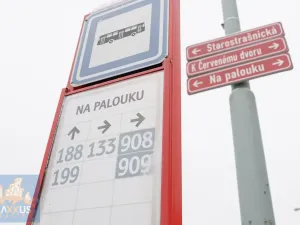 NA PALOUKU
↑ → ↗
188 133 908
199 909
← Starostrašnická
K Červenému dvoru →
← Na palouku →